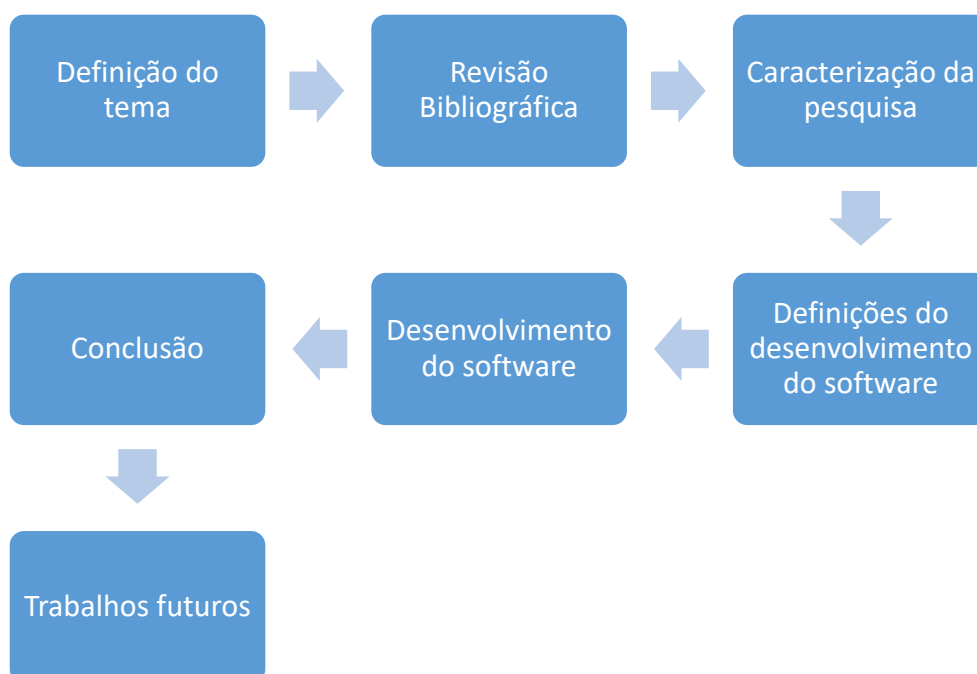 Definição do
tema
Revisão
Bibliográfica
Caracterização da
pesquisa
Definições do
desenvolvimento
do software
Desenvolvimento
do software
Conclusão
Trabalhos futuros